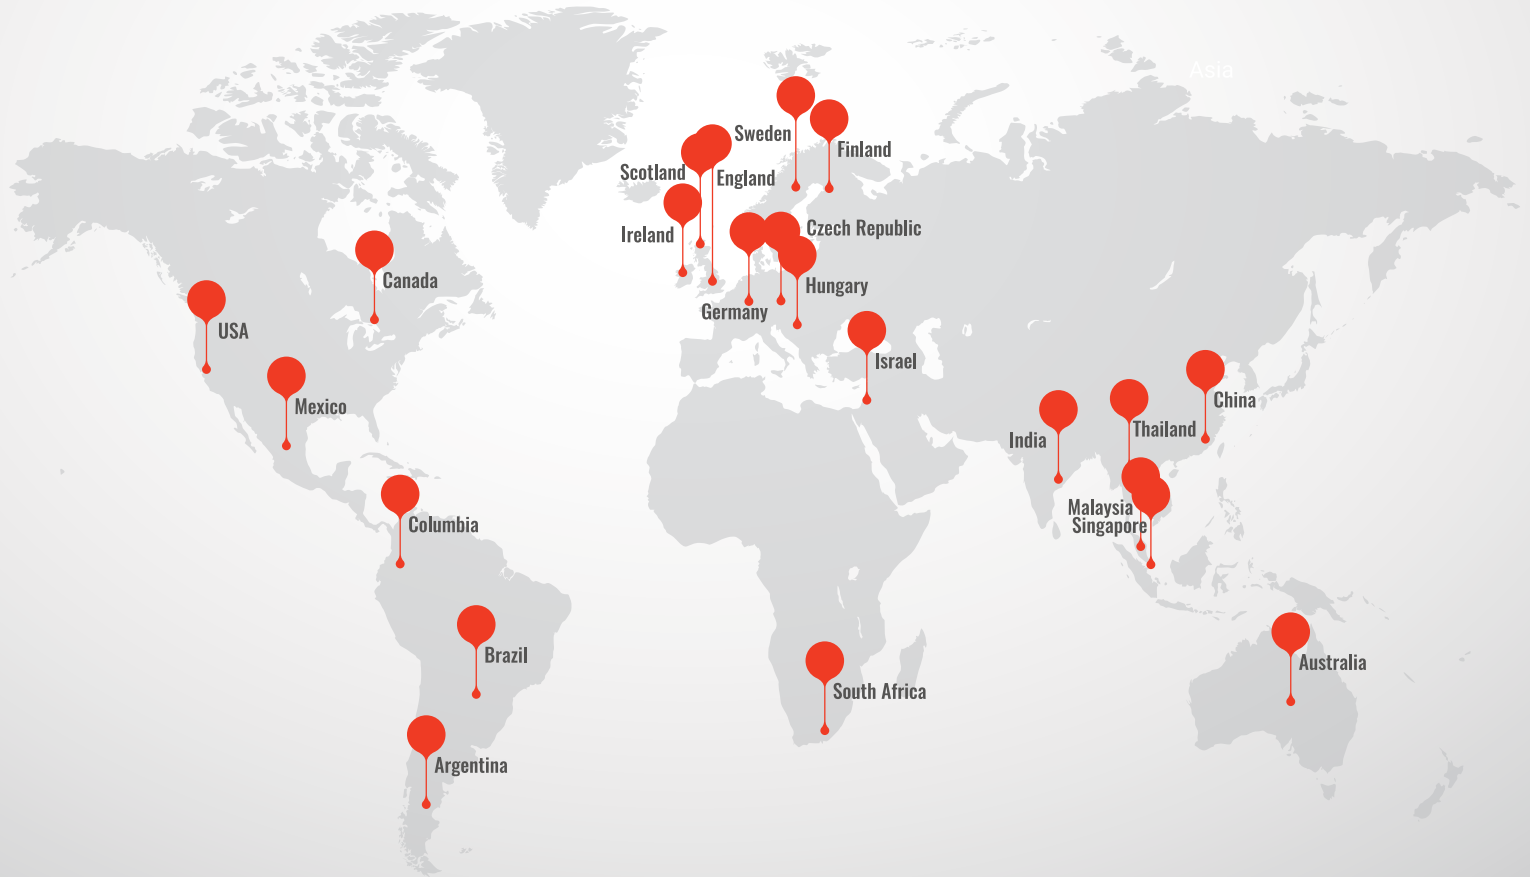 Asia
Sweden
Finland
Scotland
England
Ireland
Czech Republic
Canada
Hungary
Germany
USA
Israel
Mexico
China
Thailand
India
Malaysia
Singapore
Columbia
Brazil
Australia
South Africa
Argentina